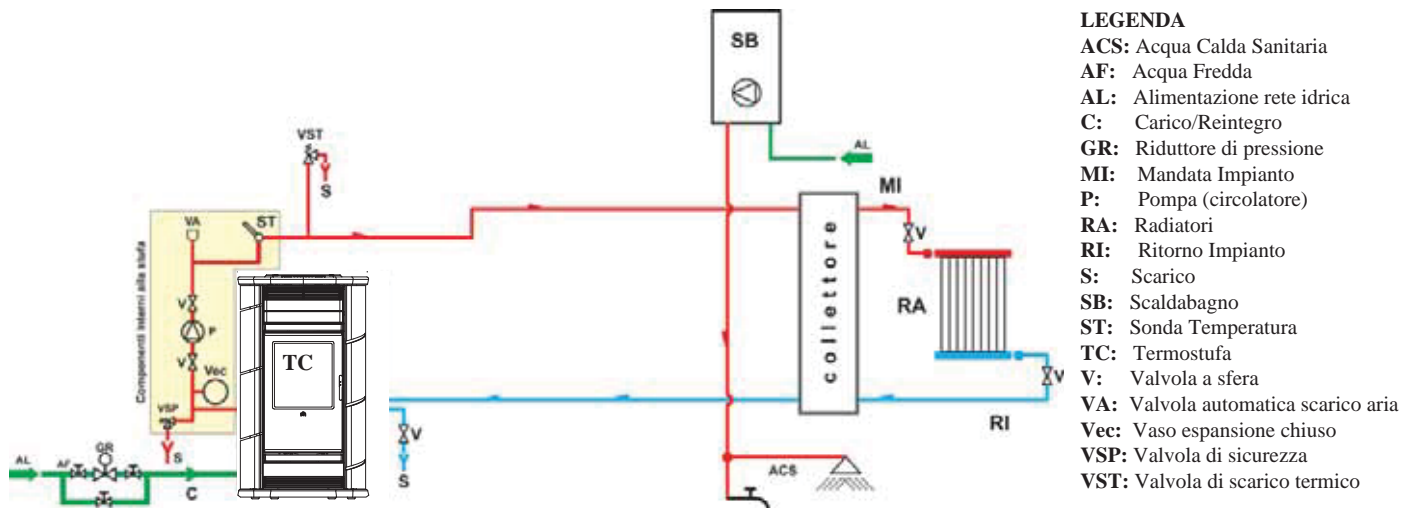 SB
VST
S
AL
MI
VA
ST
V
V
P
V
Vec
VSP
S
Componenti interni alla stufa
TC
collettore
RA
V
RI
V
S
AL
AF
GR
C
ACS
LEGENDA
ACS: Acqua Calda Sanitaria
AF: Acqua Fredda
AL: Alimentazione rete idrica
C: Carico/Reintegro
GR: Riduttore di pressione
MI: Mandata Impianto
P: Pompa (circolatore)
RA: Radiatori
RI: Ritorno Impianto
S: Scarico
SB: Scaldabagno
ST: Sonda Temperatura
TC: Termostufa
V: Valvola a sfera
VA: Valvola automatica scarico aria
Vec: Vaso espansione chiuso
VSP: Valvola di sicurezza
VST: Valvola di scarico termico